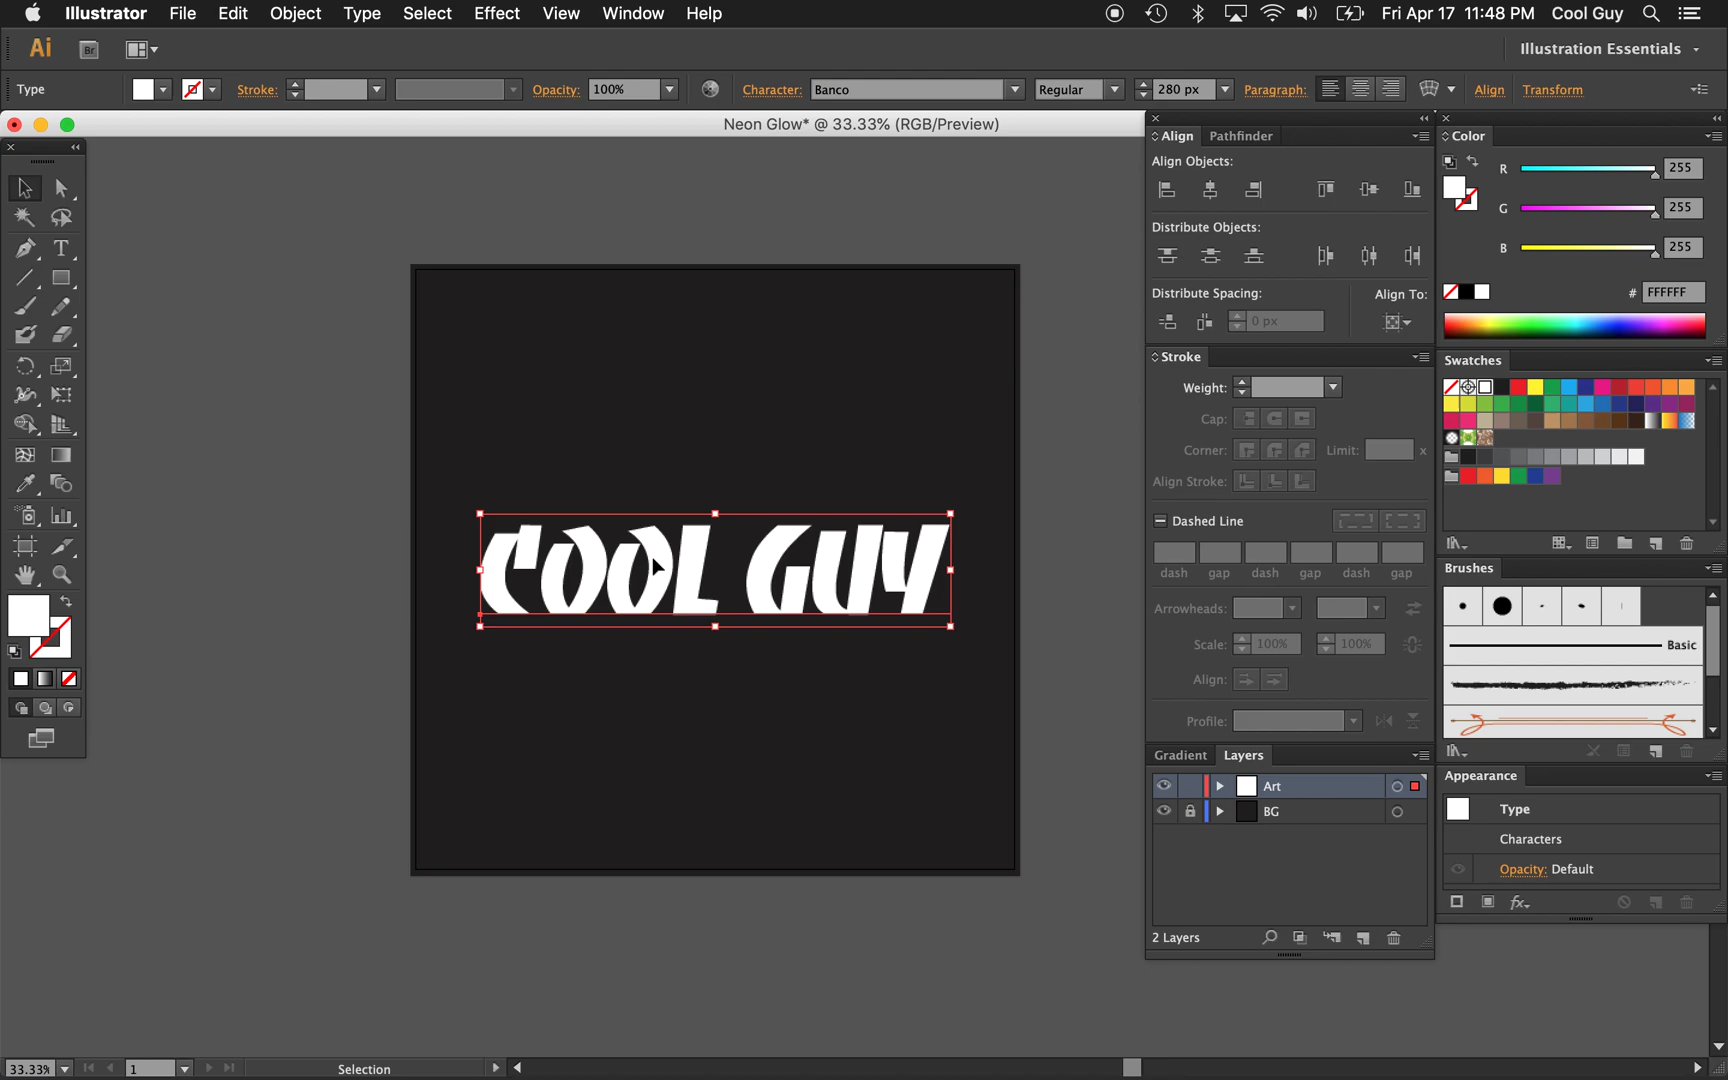 Illustrator File Edit Object Type Select Effect View Window Help Fri Apr 17 11:48 PM Cool Guy
Ai Br Illustration Essentials
Type Stroke: Opacity: 100% Character: Banco Regular 280 px Paragraph: Align Transform
Neon Glow* @ 33.33% (RGB/Preview)
Align Pathfinder
Align Objects:
Distribute Objects:
Distribute Spacing: Align To:
0 px
Stroke
Weight:
Cap:
Corner: Limit: x
Align Stroke:
Dashed Line
dash gap dash gap dash gap
Arrowheads:
Scale: 100% 100%
Align:
Profile:
Gradient Layers
Art
BG
2 Layers
Color
R 255
G 255
B 255
# FFFFFF
Swatches
Brushes
Basic
Appearance
Type
Characters
Opacity: Default
fx
T
COOL GUY
33.33% 1 Selection